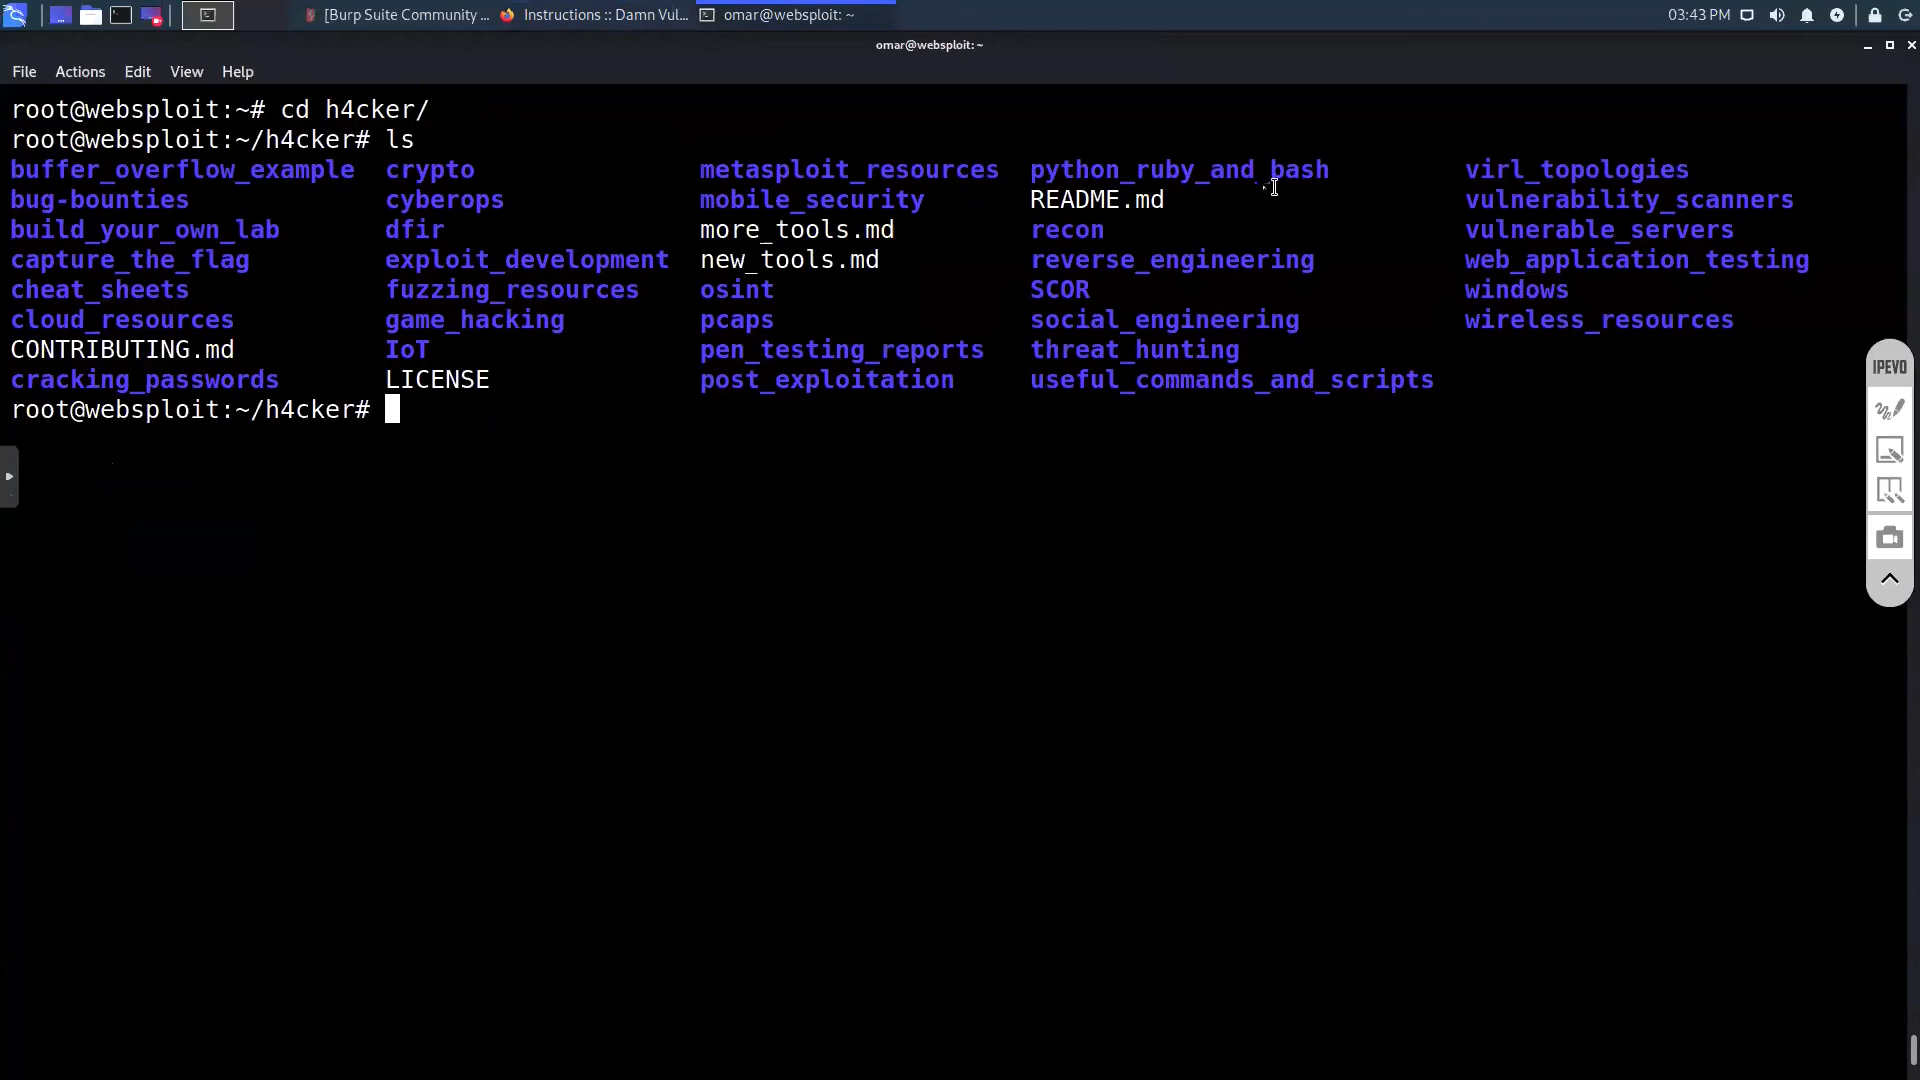 [Burp Suite Community ... Instructions :: Damn Vul... omar@websploit: ~ 03:43 PM
omar@websploit: ~
File Actions Edit View Help
root@websploit:~# cd h4cker/
root@websploit:~/h4cker# ls
buffer_overflow_example crypto metasploit_resources python_ruby_and_bash virl_topologies
bug-bounties cyberops mobile_security README.md vulnerability_scanners
build_your_own_lab dfir more_tools.md recon vulnerable_servers
capture_the_flag exploit_development new_tools.md reverse_engineering web_application_testing
cheat_sheets fuzzing_resources osint SCOR windows
cloud_resources game_hacking pcaps social_engineering wireless_resources
CONTRIBUTING.md IoT pen_testing_reports threat_hunting
cracking_passwords LICENSE post_exploitation useful_commands_and_scripts
root@websploit:~/h4cker#
IPEVO